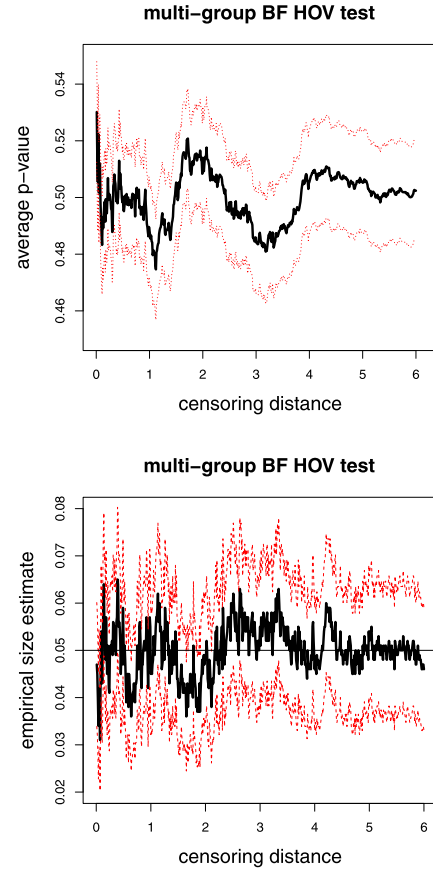 multi−group BF HOV test
0.54
0.52
0.50
0.48
0.46
average p−value
0 1 2 3 4 5 6
censoring distance
multi−group BF HOV test
0.08
0.07
0.06
0.05
0.04
0.03
0.02
empirical size estimate
0 1 2 3 4 5 6
censoring distance